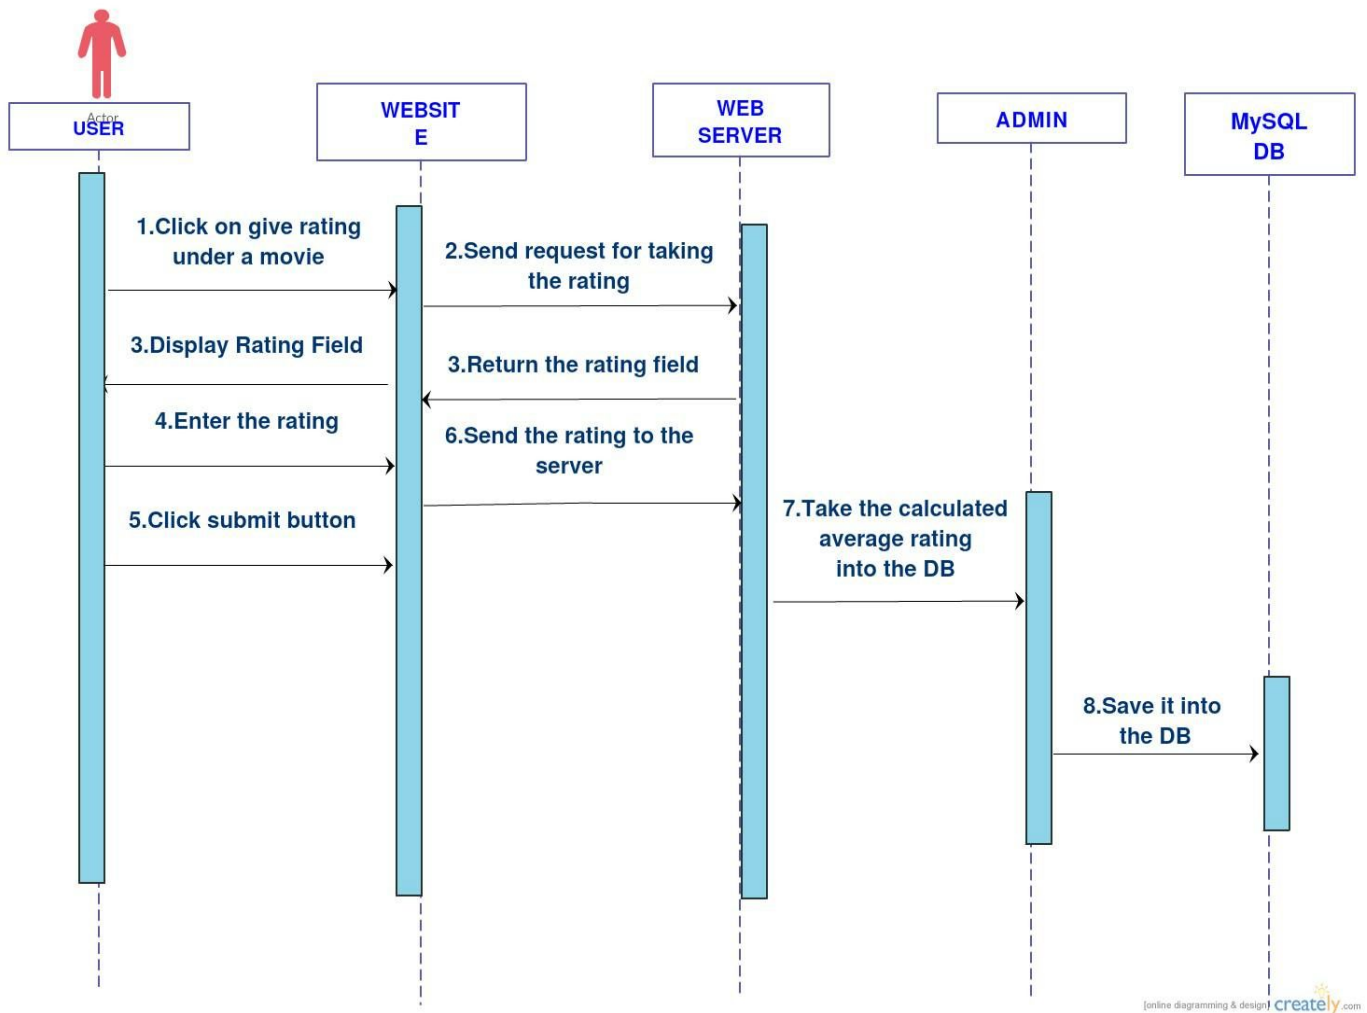 Actor
USER
WEBSIT
E
WEB
SERVER
ADMIN
MySQL
DB
1.Click on give rating
under a movie
2.Send request for taking
the rating
3.Display Rating Field
3.Return the rating field
4.Enter the rating
6.Send the rating to the
server
5.Click submit button
7.Take the calculated
average rating
into the DB
8.Save it into
the DB
[online diagramming & design] creately.com